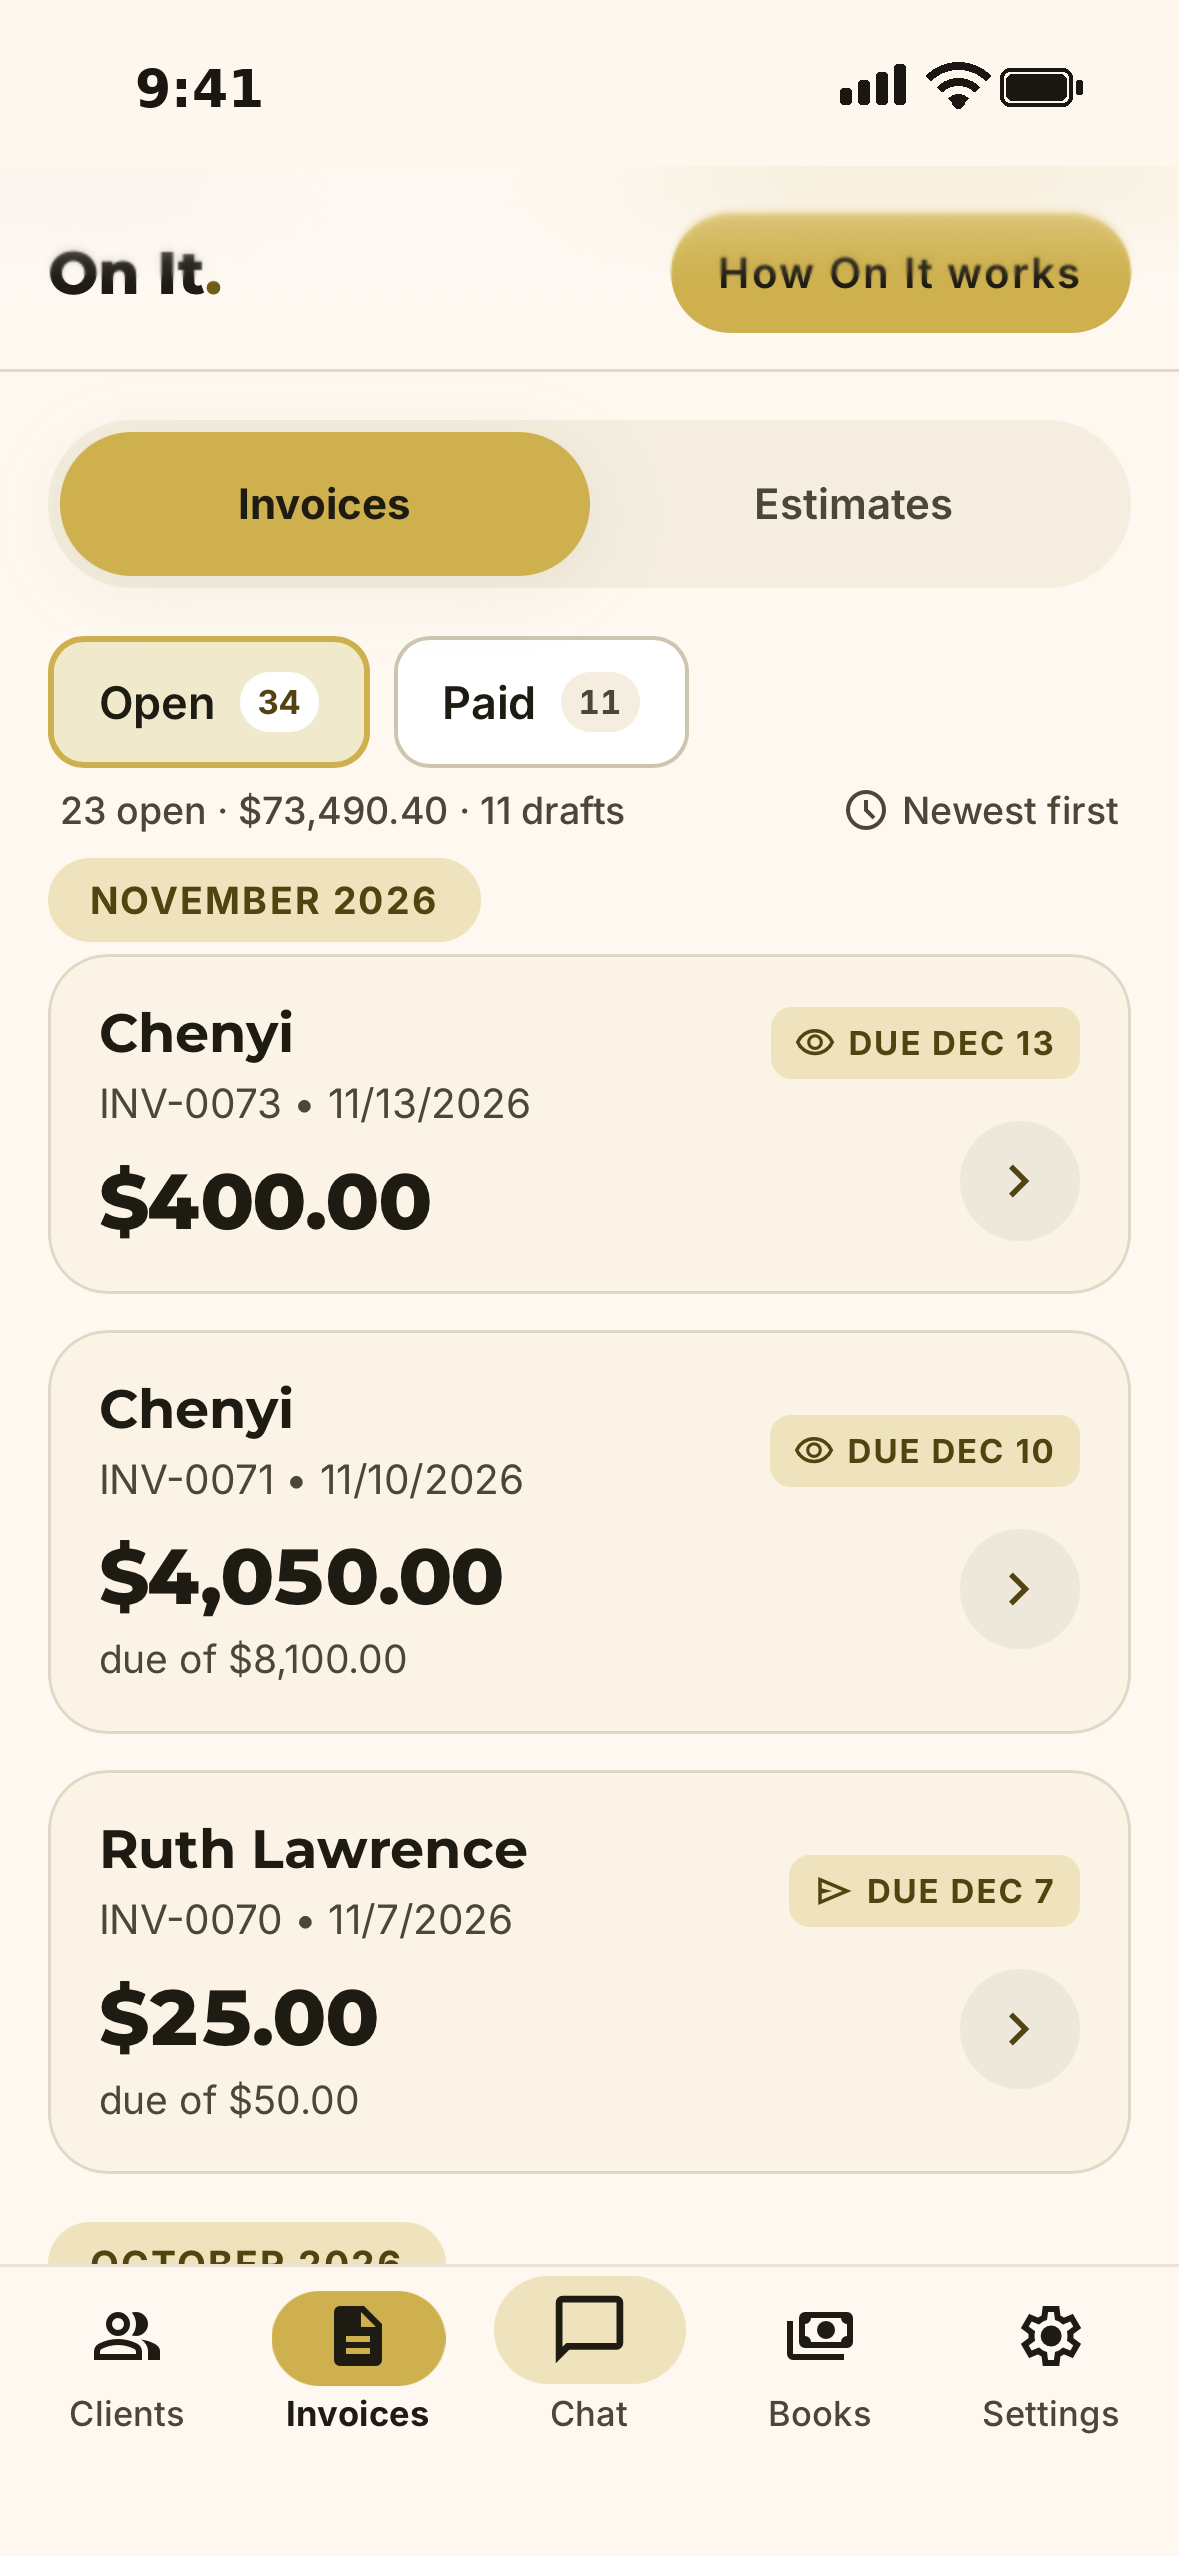 9:41
On It.
How On It works
Invoices
Estimates
Open 34
Paid 11
23 open · $73,490.40 · 11 drafts
Newest first
NOVEMBER 2026
Chenyi
DUE DEC 13
INV-0073 • 11/13/2026
$400.00
Chenyi
DUE DEC 10
INV-0071 • 11/10/2026
$4,050.00
due of $8,100.00
Ruth Lawrence
DUE DEC 7
INV-0070 • 11/7/2026
$25.00
due of $50.00
OCTOBER 2026
Clients
Invoices
Chat
Books
Settings